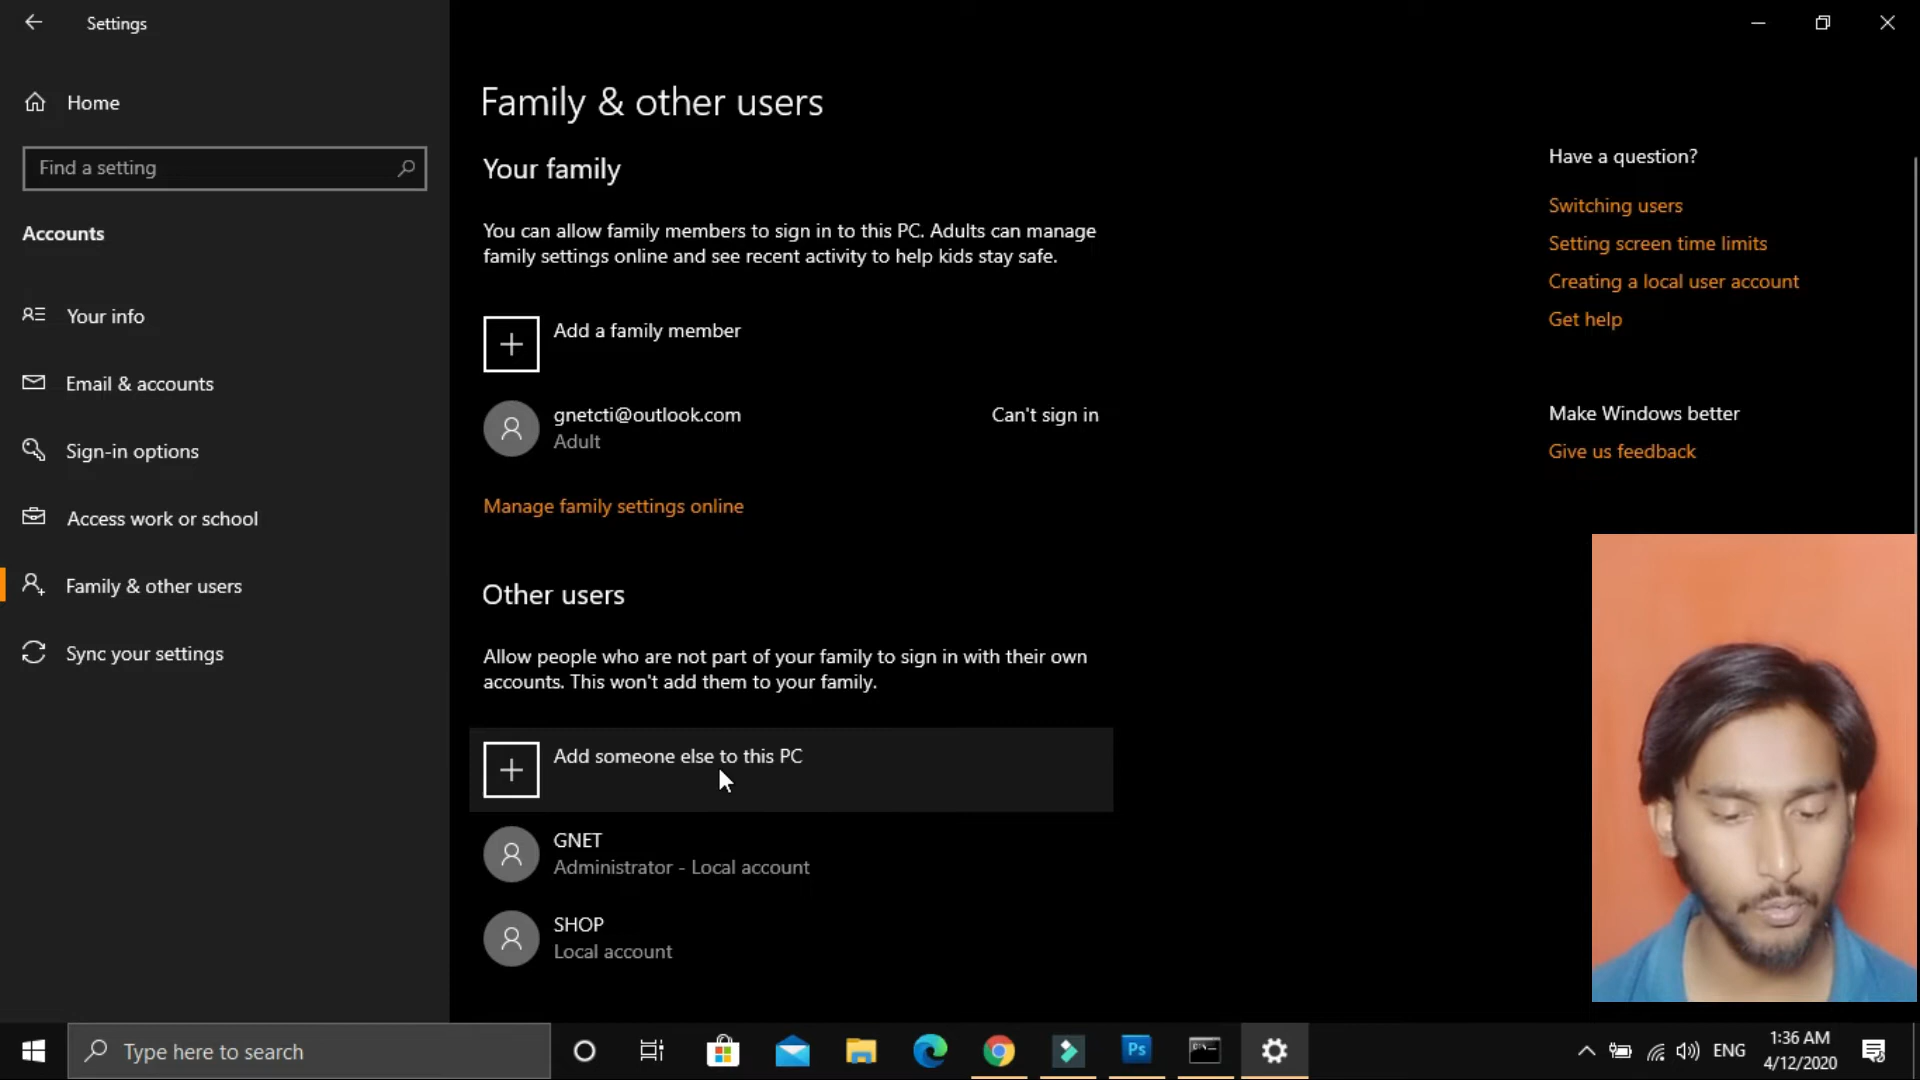 Settings
Home
Find a setting
Accounts
Your info
Email & accounts
Sign-in options
Access work or school
Family & other users
Sync your settings
Family & other users
Your family
You can allow family members to sign in to this PC. Adults can manage
family settings online and see recent activity to help kids stay safe.
Add a family member
gnetcti@outlook.com
Can't sign in
Adult
Manage family settings online
Other users
Allow people who are not part of your family to sign in with their own
accounts. This won't add them to your family.
Add someone else to this PC
GNET
Administrator - Local account
SHOP
Local account
Have a question?
Switching users
Setting screen time limits
Creating a local user account
Get help
Make Windows better
Give us feedback
Type here to search
Ps
ENG
1:36 AM
4/12/2020